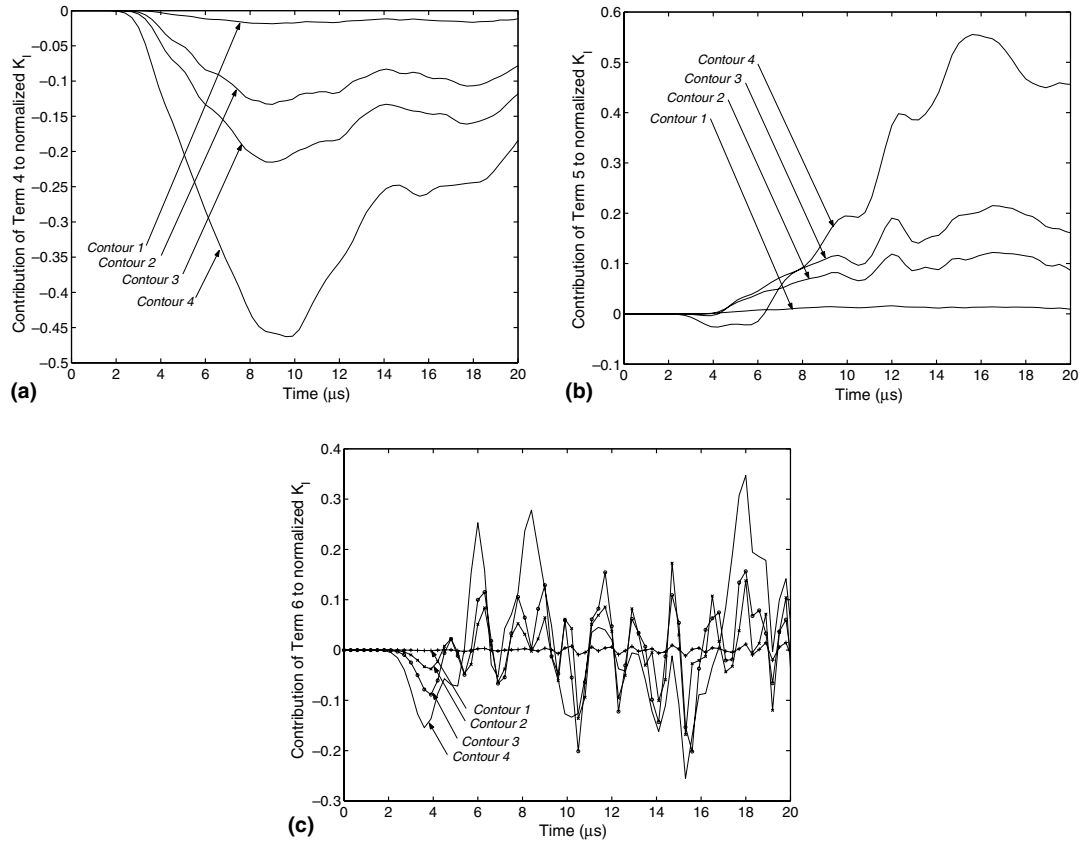 Contribution of Term 4 to normalized K_I
0
−0.05
−0.1
−0.15
−0.2
−0.25
−0.3
−0.35
−0.4
−0.45
−0.5
Contour 1
Contour 2
Contour 3
Contour 4
0 2 4 6 8 10 12 14 16 18 20
Time (μs)
(a)
Contribution of Term 5 to normalized K_I
0.6
0.5
0.4
0.3
0.2
0.1
0
−0.1
Contour 4
Contour 3
Contour 2
Contour 1
0 2 4 6 8 10 12 14 16 18 20
Time (μs)
(b)
Contribution of Term 6 to normalized K_I
0.4
0.3
0.2
0.1
0
−0.1
−0.2
−0.3
Contour 1
Contour 2
Contour 3
Contour 4
0 2 4 6 8 10 12 14 16 18 20
Time (μs)
(c)